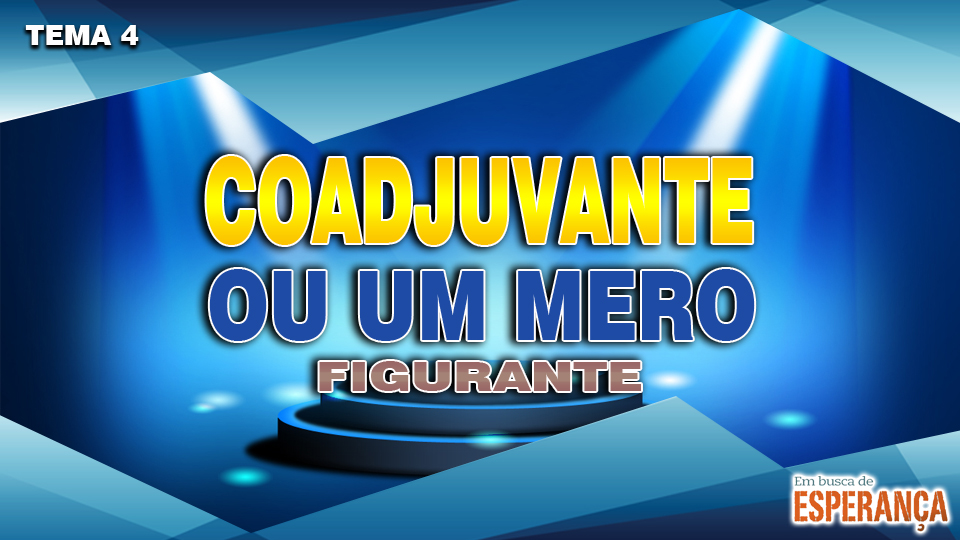 TEMA 4
COADJUVANTE
OU UM MERO
FIGURANTE
Em busca de
ESPERANÇA